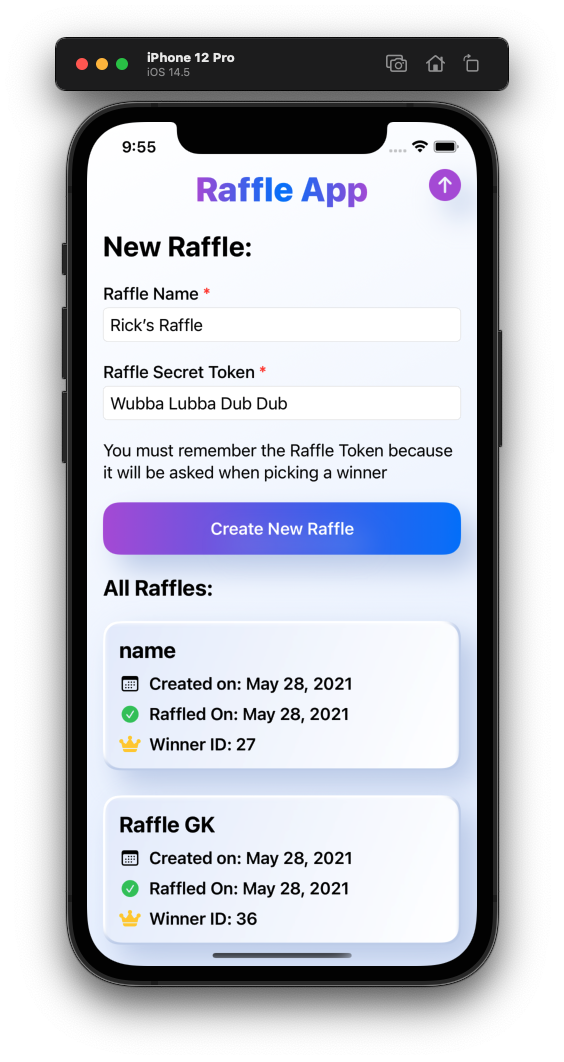 iPhone 12 Pro
iOS 14.5
9:55
Raffle App
New Raffle:
Raffle Name *
Rick’s Raffle
Raffle Secret Token *
Wubba Lubba Dub Dub
You must remember the Raffle Token because
it will be asked when picking a winner
Create New Raffle
All Raffles:
name
Created on: May 28, 2021
Raffled On: May 28, 2021
Winner ID: 27
Raffle GK
Created on: May 28, 2021
Raffled On: May 28, 2021
Winner ID: 36